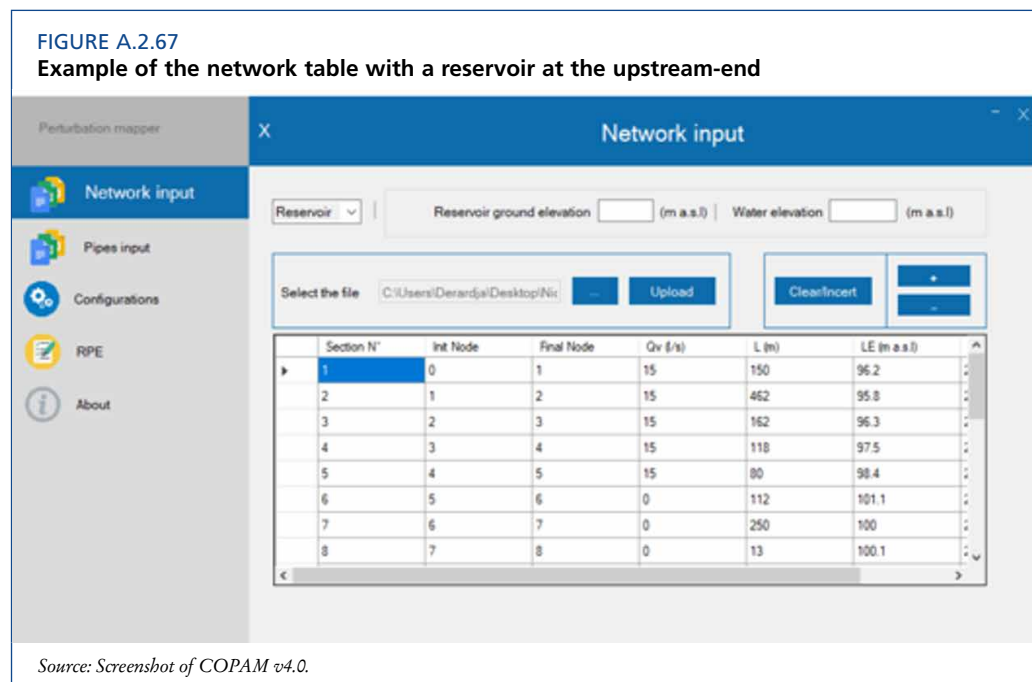 FIGURE A.2.67
Example of the network table with a reservoir at the upstream-end
Perturbation mapper
X Network input - X
Network input
Pipes input
Configurations
RPE
About
Reservoir | Reservoir ground elevation (m a.s.l) | Water elevation (m a.s.l)
Select the file C:\Users\Derardja\Desktop\Nic ... Upload Clear/Incert + -
Section N° Init Node Final Node Qv (l/s) L (m) LE (m a.s.l)
1 0 1 15 150 96.2
2 1 2 15 462 95.8
3 2 3 15 162 96.3
4 3 4 15 118 97.5
5 4 5 15 80 98.4
6 5 6 0 112 101.1
7 6 7 0 250 100
8 7 8 0 13 100.1
Source: Screenshot of COPAM v4.0.